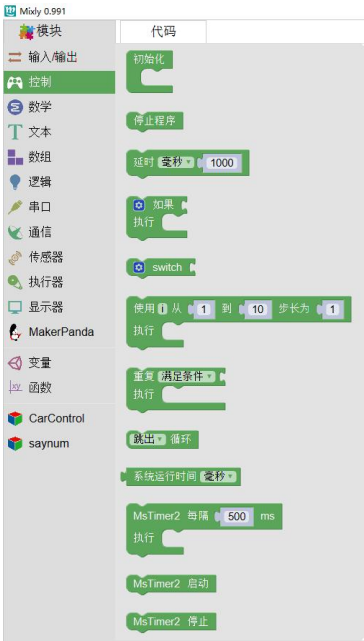 Mixly 0.991
模块
代码
输入/输出
控制
数学
文本
数组
逻辑
串口
通信
传感器
执行器
显示器
MakerPanda
变量
函数
CarControl
saynum
初始化
停止程序
延时 毫秒 1000
如果
执行
switch
使用 i 从 1 到 10 步长为 1
执行
重复 满足条件
执行
跳出 循环
系统运行时间 毫秒
MsTimer2 每隔 500 ms
执行
MsTimer2 启动
MsTimer2 停止